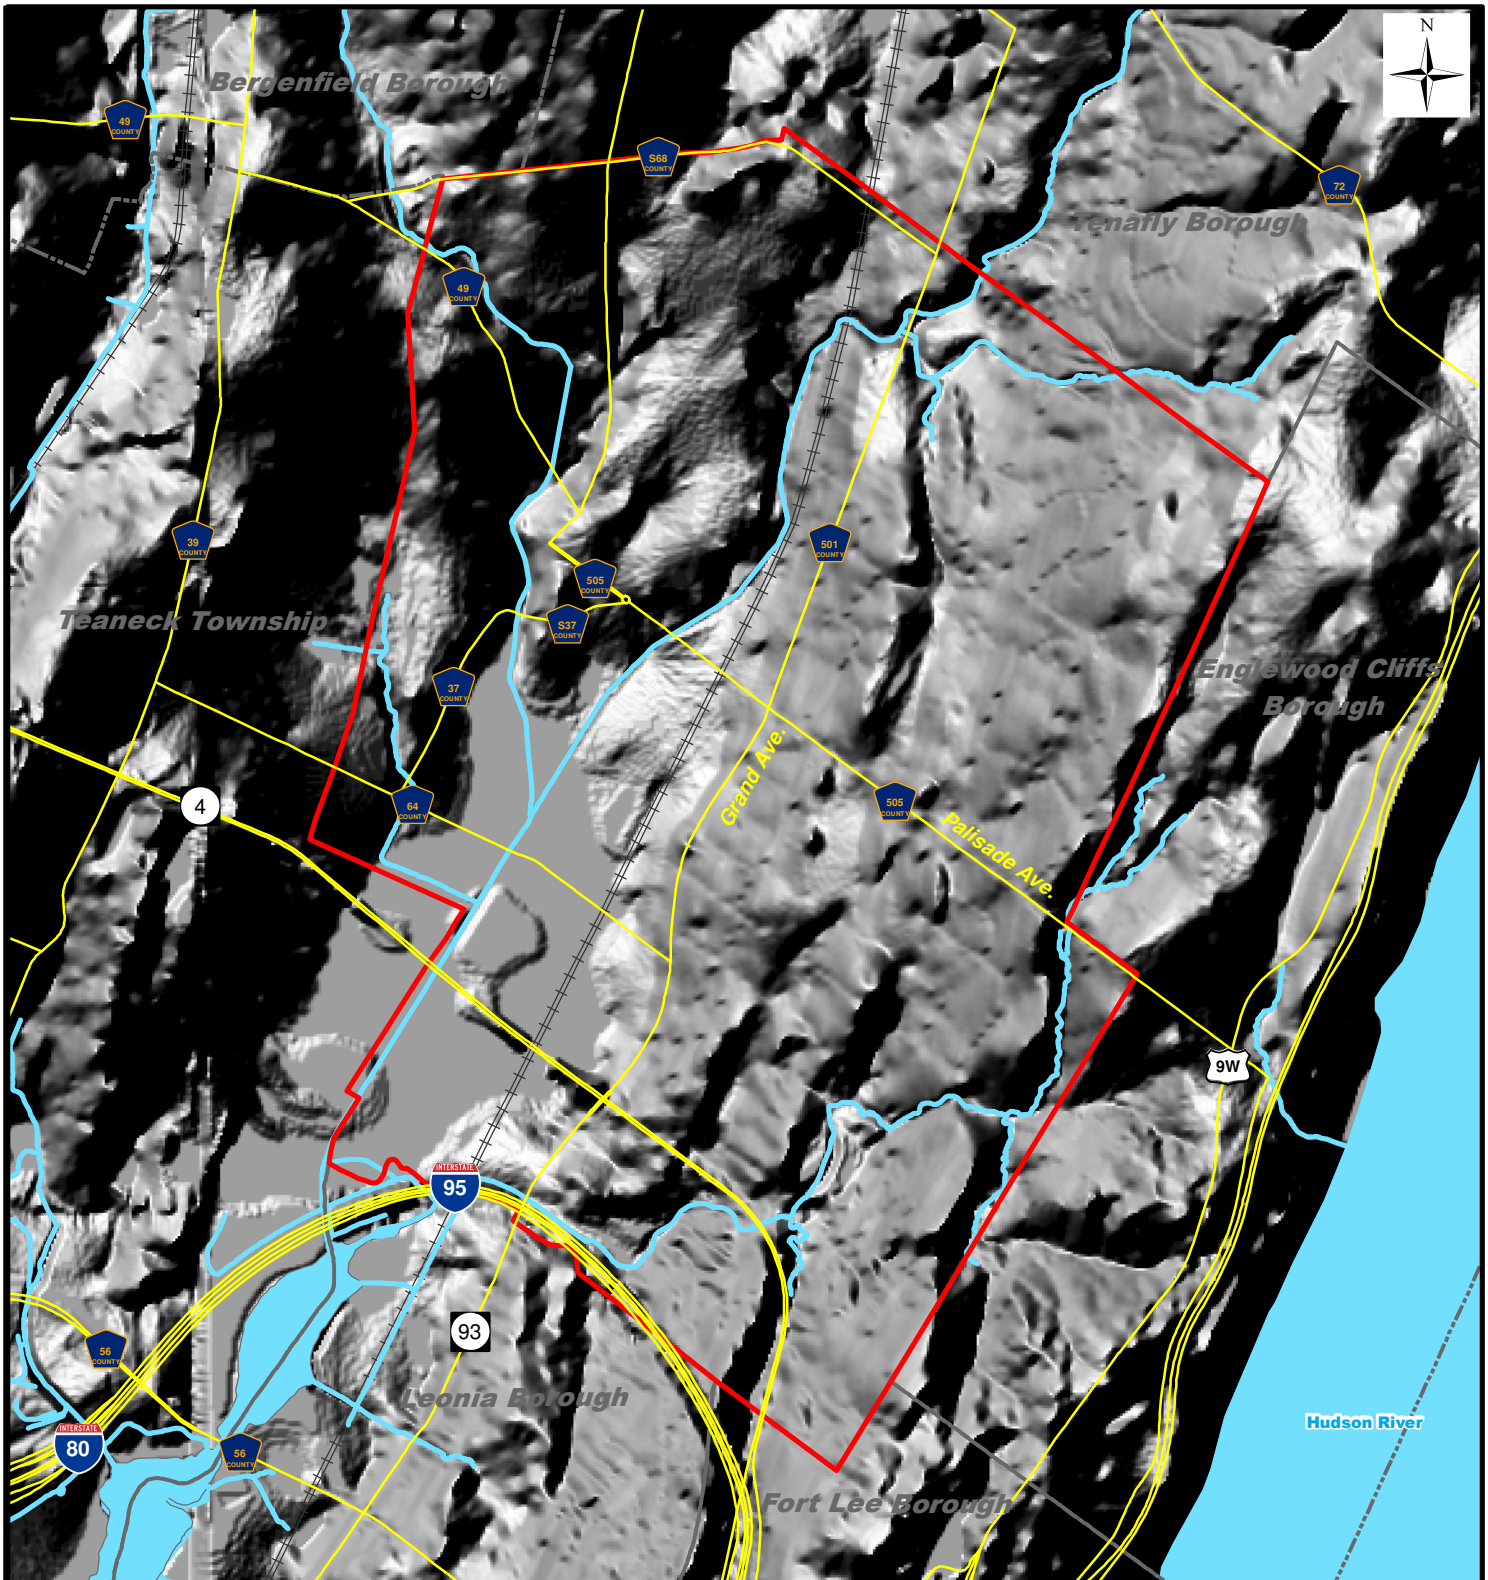 N
Bergenfield Borough
49
COUNTY
S68
COUNTY
72
COUNTY
Tenafly Borough
49
COUNTY
39
COUNTY
501
COUNTY
505
COUNTY
S37
COUNTY
Teaneck Township
37
COUNTY
Englewood Cliffs
Borough
Grand Ave.
4
64
COUNTY
505
COUNTY
Palisade Ave.
9W
INTERSTATE
95
93
56
COUNTY
Leonia Borough
Hudson River
INTERSTATE
80
56
COUNTY
Fort Lee Borough